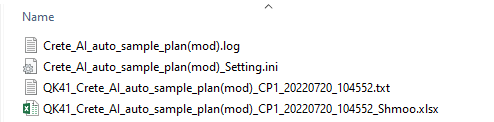 Name
Crete_AI_auto_sample_plan(mod).log
Crete_AI_auto_sample_plan(mod)_Setting.ini
QK41_Crete_AI_auto_sample_plan(mod)_CP1_20220720_104552.txt
QK41_Crete_AI_auto_sample_plan(mod)_CP1_20220720_104552_Shmoo.xlsx